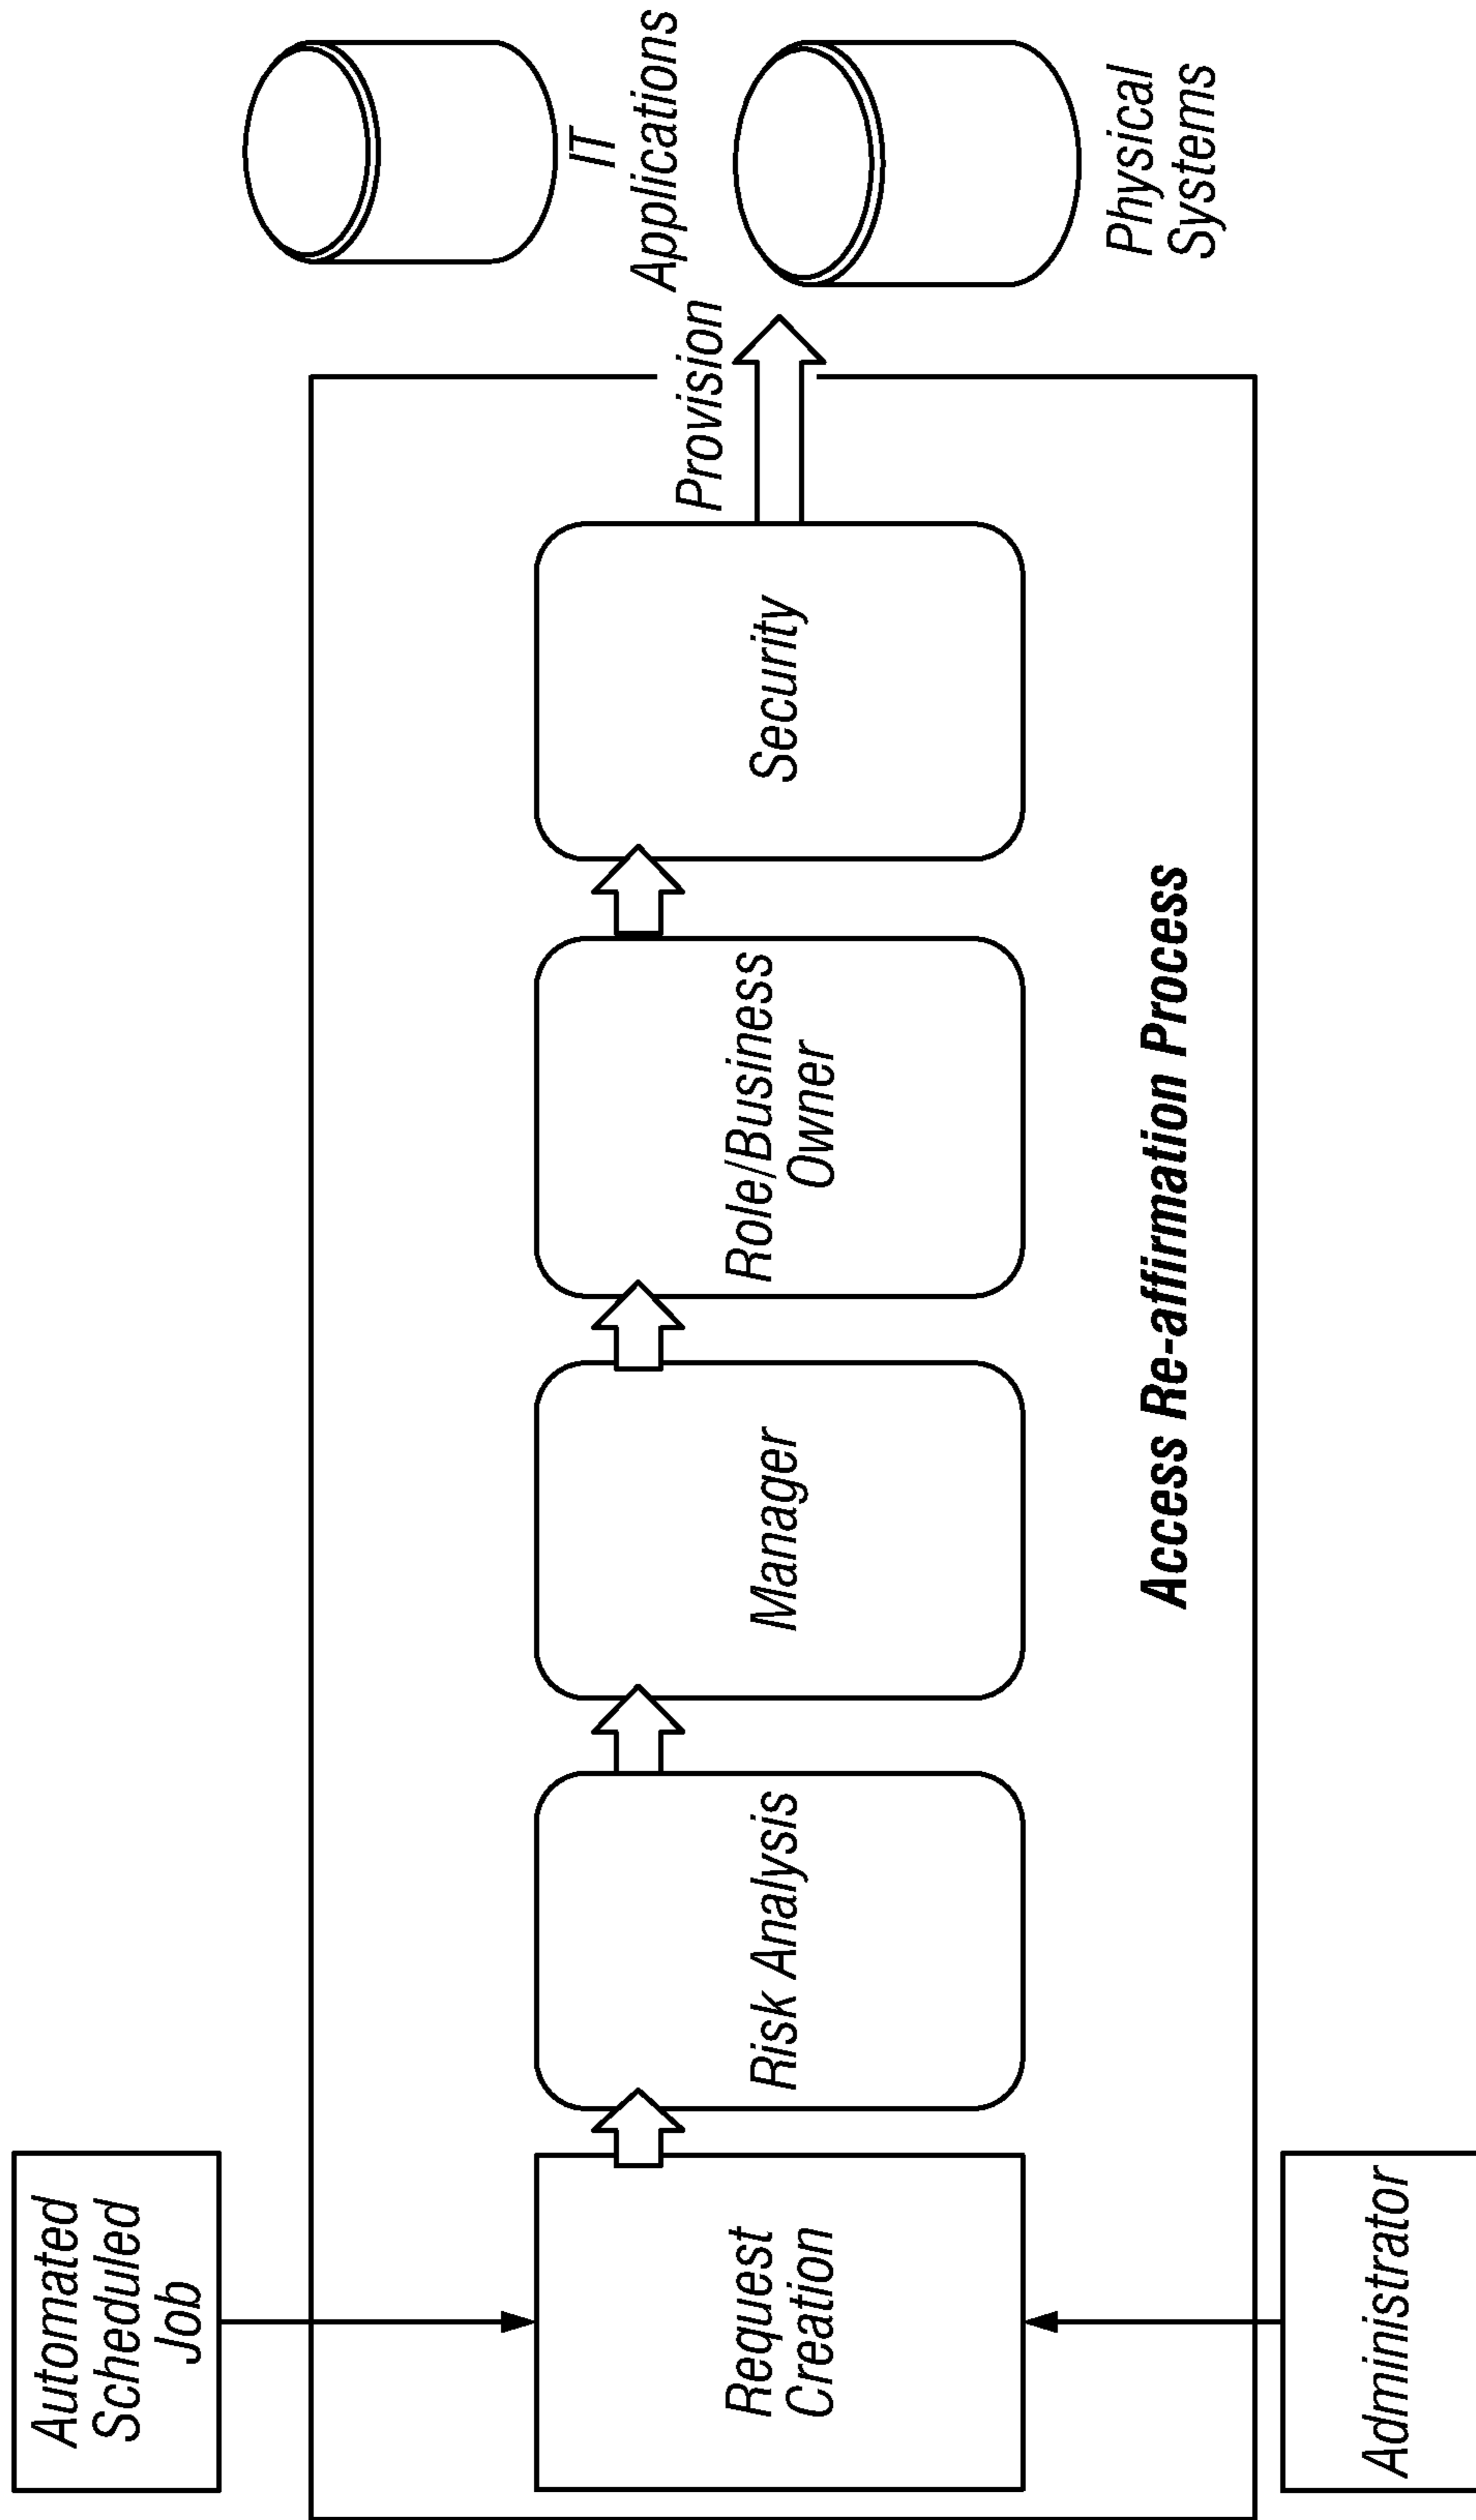 Automated
Scheduled
Job
Request
Creation
Risk Analysis
Manager
Role/Business
Owner
Security
Provision
IT
Applications
Physical
Systems
Access Re-affirmation Process
Administrator